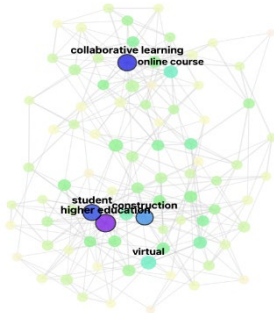 collaborative learning
online course
student
construction
higher education
virtual